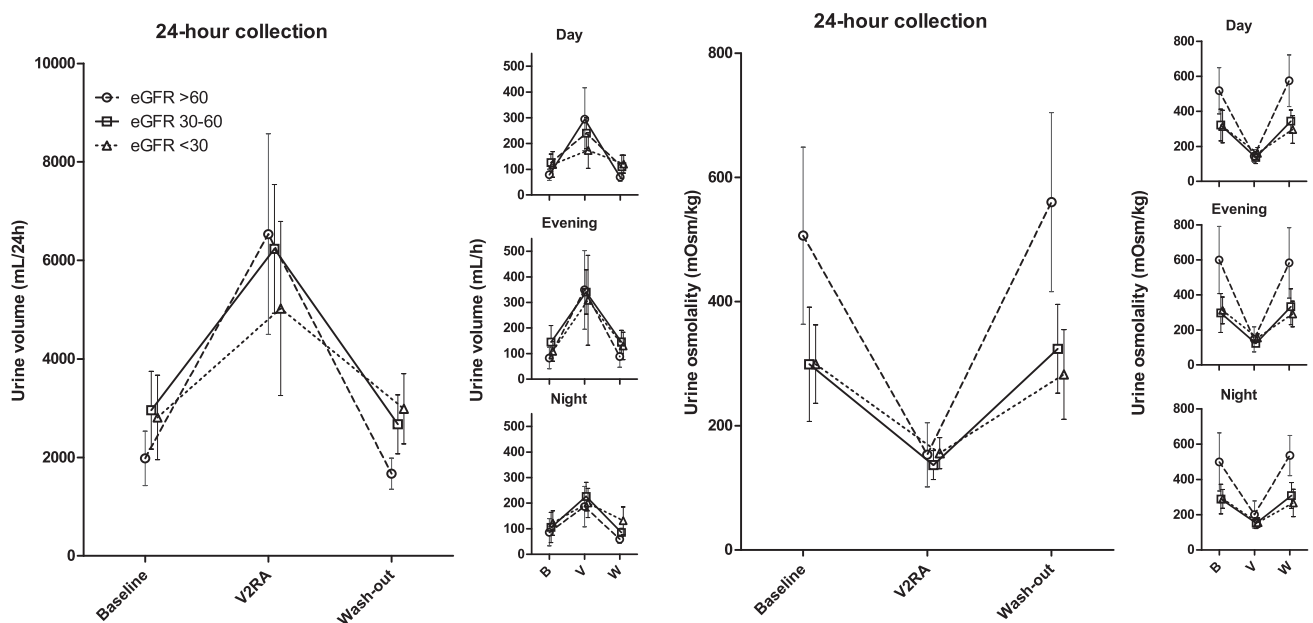 24-hour collection
Urine volume (mL/24h)
10000
8000
6000
4000
2000
0
eGFR >60
eGFR 30-60
eGFR <30
Baseline
V2RA
Wash-out
Urine volume (mL/h)
Day
500
400
300
200
100
0
Evening
500
400
300
200
100
0
Night
500
400
300
200
100
0
B
V
W
24-hour collection
Urine osmolality (mOsm/kg)
800
600
400
200
0
Baseline
V2RA
Wash-out
Urine osmolality (mOsm/kg)
Day
800
600
400
200
0
Evening
800
600
400
200
0
Night
800
600
400
200
0
B
V
W